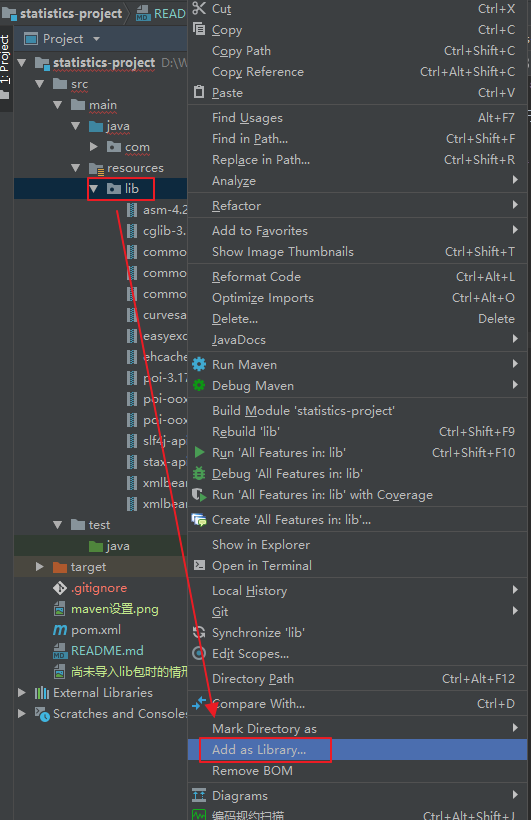 statistics-project
READ
1: Project
Project
statistics-project D:\W
src
main
java
com
resources
lib
asm-4.2
cglib-3.
commo
commo
commo
curvesa
easyexc
ehcache
poi-3.17
poi-oox
poi-oox
slf4j-ap
stax-ap
xmlbear
xmlbear
test
java
target
.gitignore
maven设置.png
pom.xml
README.md
尚未导入lib包时的情形
External Libraries
Scratches and Consoles
Cut Ctrl+X
Copy Ctrl+C
Copy Path Ctrl+Shift+C
Copy Reference Ctrl+Alt+Shift+C
Paste Ctrl+V
Find Usages Alt+F7
Find in Path... Ctrl+Shift+F
Replace in Path... Ctrl+Shift+R
Analyze
Refactor
Add to Favorites
Show Image Thumbnails Ctrl+Shift+T
Reformat Code Ctrl+Alt+L
Optimize Imports Ctrl+Alt+O
Delete... Delete
JavaDocs
Run Maven
Debug Maven
Build Module 'statistics-project'
Rebuild 'lib' Ctrl+Shift+F9
Run 'All Features in: lib' Ctrl+Shift+F10
Debug 'All Features in: lib'
Run 'All Features in: lib' with Coverage
Create 'All Features in: lib'...
Show in Explorer
Open in Terminal
Local History
Git
Synchronize 'lib'
Edit Scopes...
Directory Path Ctrl+Alt+F12
Compare With... Ctrl+D
Mark Directory as
Add as Library...
Remove BOM
Diagrams
编码规约扫描 Ctrl+Alt+Shift+J